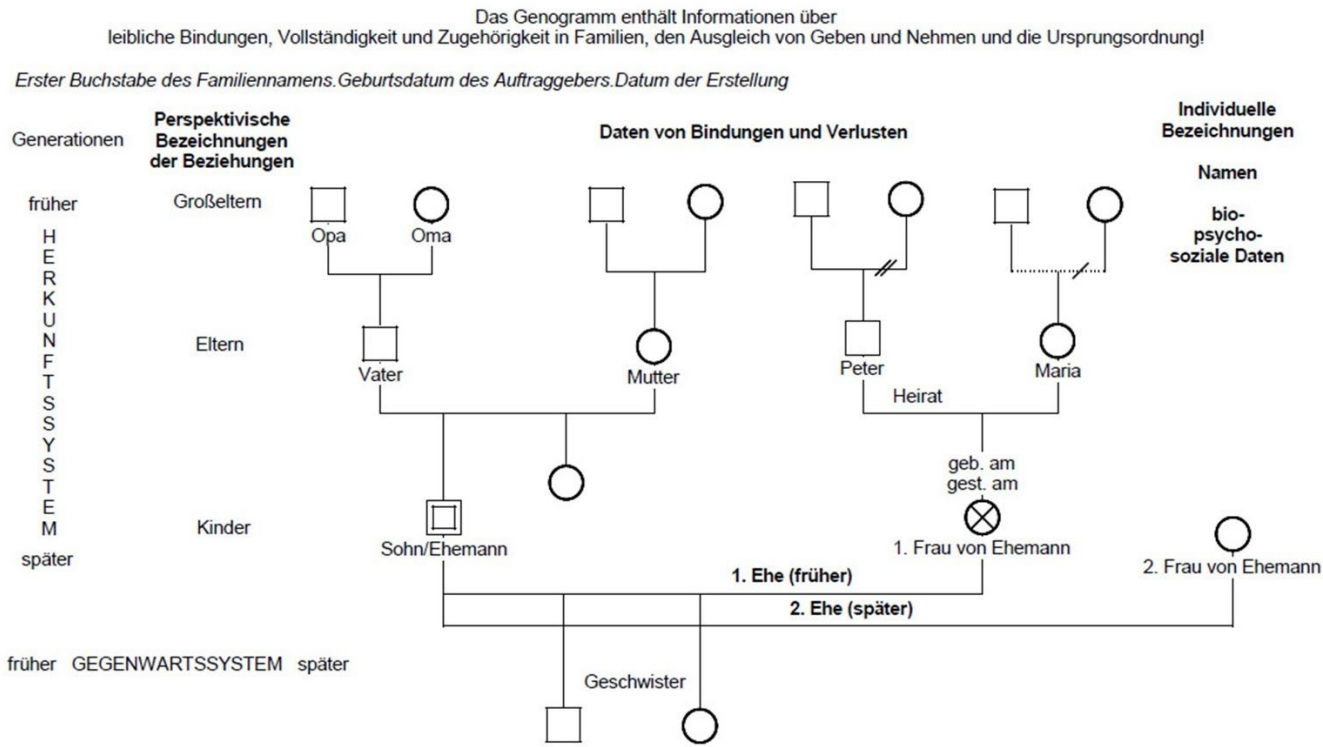 Das Genogramm enthält Informationen über
leibliche Bindungen, Vollständigkeit und Zugehörigkeit in Familien, den Ausgleich von Geben und Nehmen und die Ursprungsordnung!
Erster Buchstabe des Familiennamens.Geburtsdatum des Auftraggebers.Datum der Erstellung
Generationen
Perspektivische
Bezeichnungen
der Beziehungen
Daten von Bindungen und Verlusten
Individuelle
Bezeichnungen
Namen
bio-
psycho-
soziale Daten
früher
Großeltern
Opa
Oma
H
E
R
K
U
N
F
T
S
S
Y
S
T
E
M
später
Eltern
Vater
Mutter
Peter
Maria
Heirat
geb. am
gest. am
Kinder
Sohn/Ehemann
1. Frau von Ehemann
2. Frau von Ehemann
1. Ehe (früher)
2. Ehe (später)
früher GEGENWARTSSYSTEM später
Geschwister